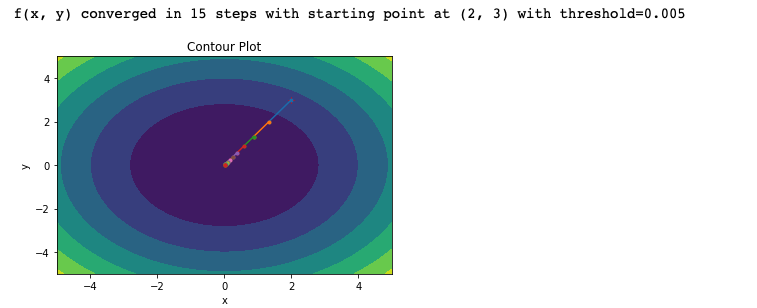 f(x, y) converged in 15 steps with starting point at (2, 3) with threshold=0.005
Contour Plot
4
2
0
−2
−4
y
−4 −2 0 2 4
x